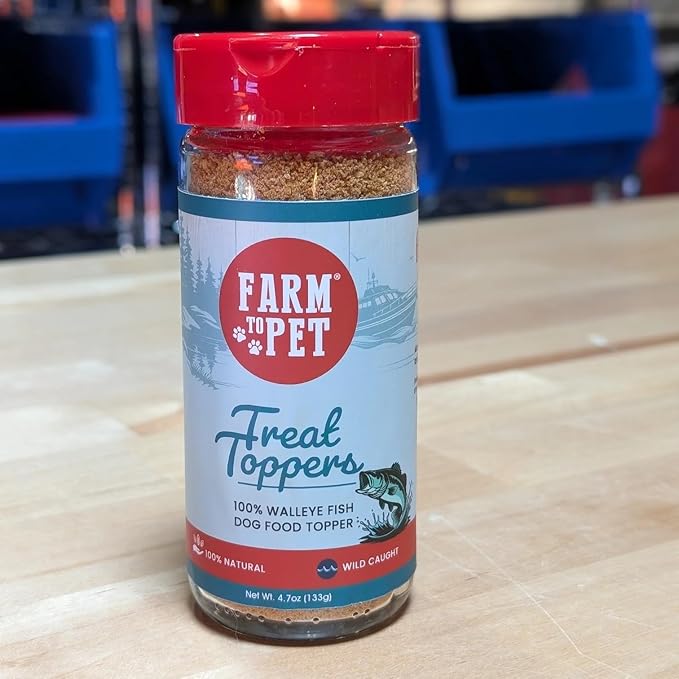 FARM®
TO
PET
Treat
Toppers
100% WALLEYE FISH
DOG FOOD TOPPER
100% NATURAL
WILD CAUGHT
Net Wt. 4.7oz (133g)